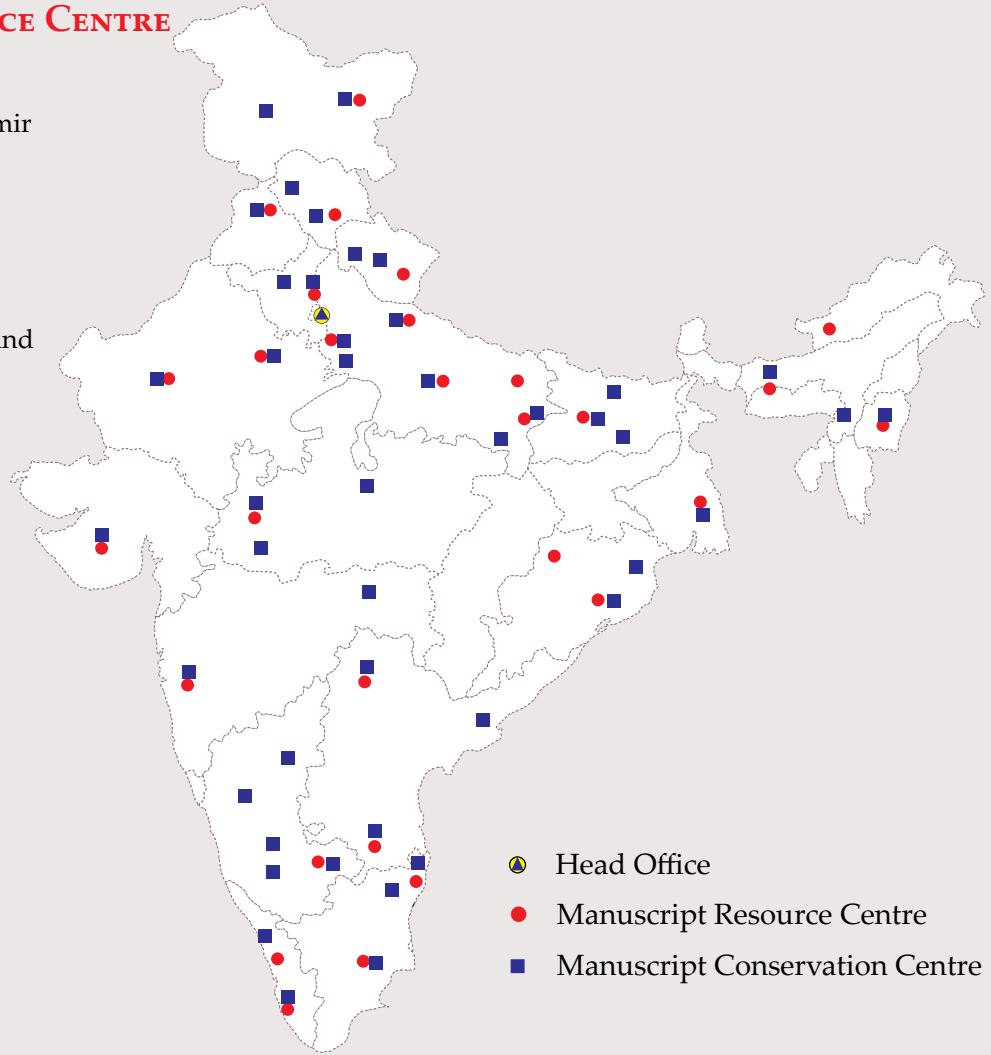 CE CENTRE
mir
and
Head Office
Manuscript Resource Centre
Manuscript Conservation Centre